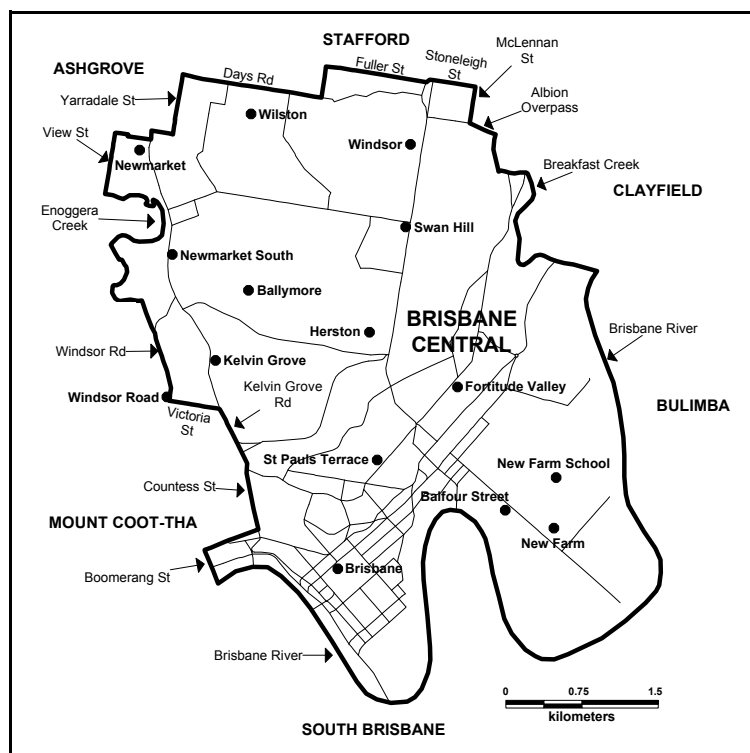 STAFFORD
McLennan
St
Stoneleigh
St
Fuller St
ASHGROVE
Days Rd
Albion
Overpass
Yarradale St
Wilston
View St
Windsor
Newmarket
Breakfast Creek
CLAYFIELD
Enoggera
Creek
Swan Hill
Newmarket South
Ballymore
BRISBANE
CENTRAL
Herston
Brisbane River
Windsor Rd
Kelvin Grove
Fortitude Valley
Kelvin Grove
Rd
Windsor Road
Victoria
St
BULIMBA
St Pauls Terrace
New Farm School
Countess St
Balfour Street
MOUNT COOT-THA
New Farm
Brisbane
Boomerang St
Brisbane River
0 0.75 1.5
kilometers
SOUTH BRISBANE